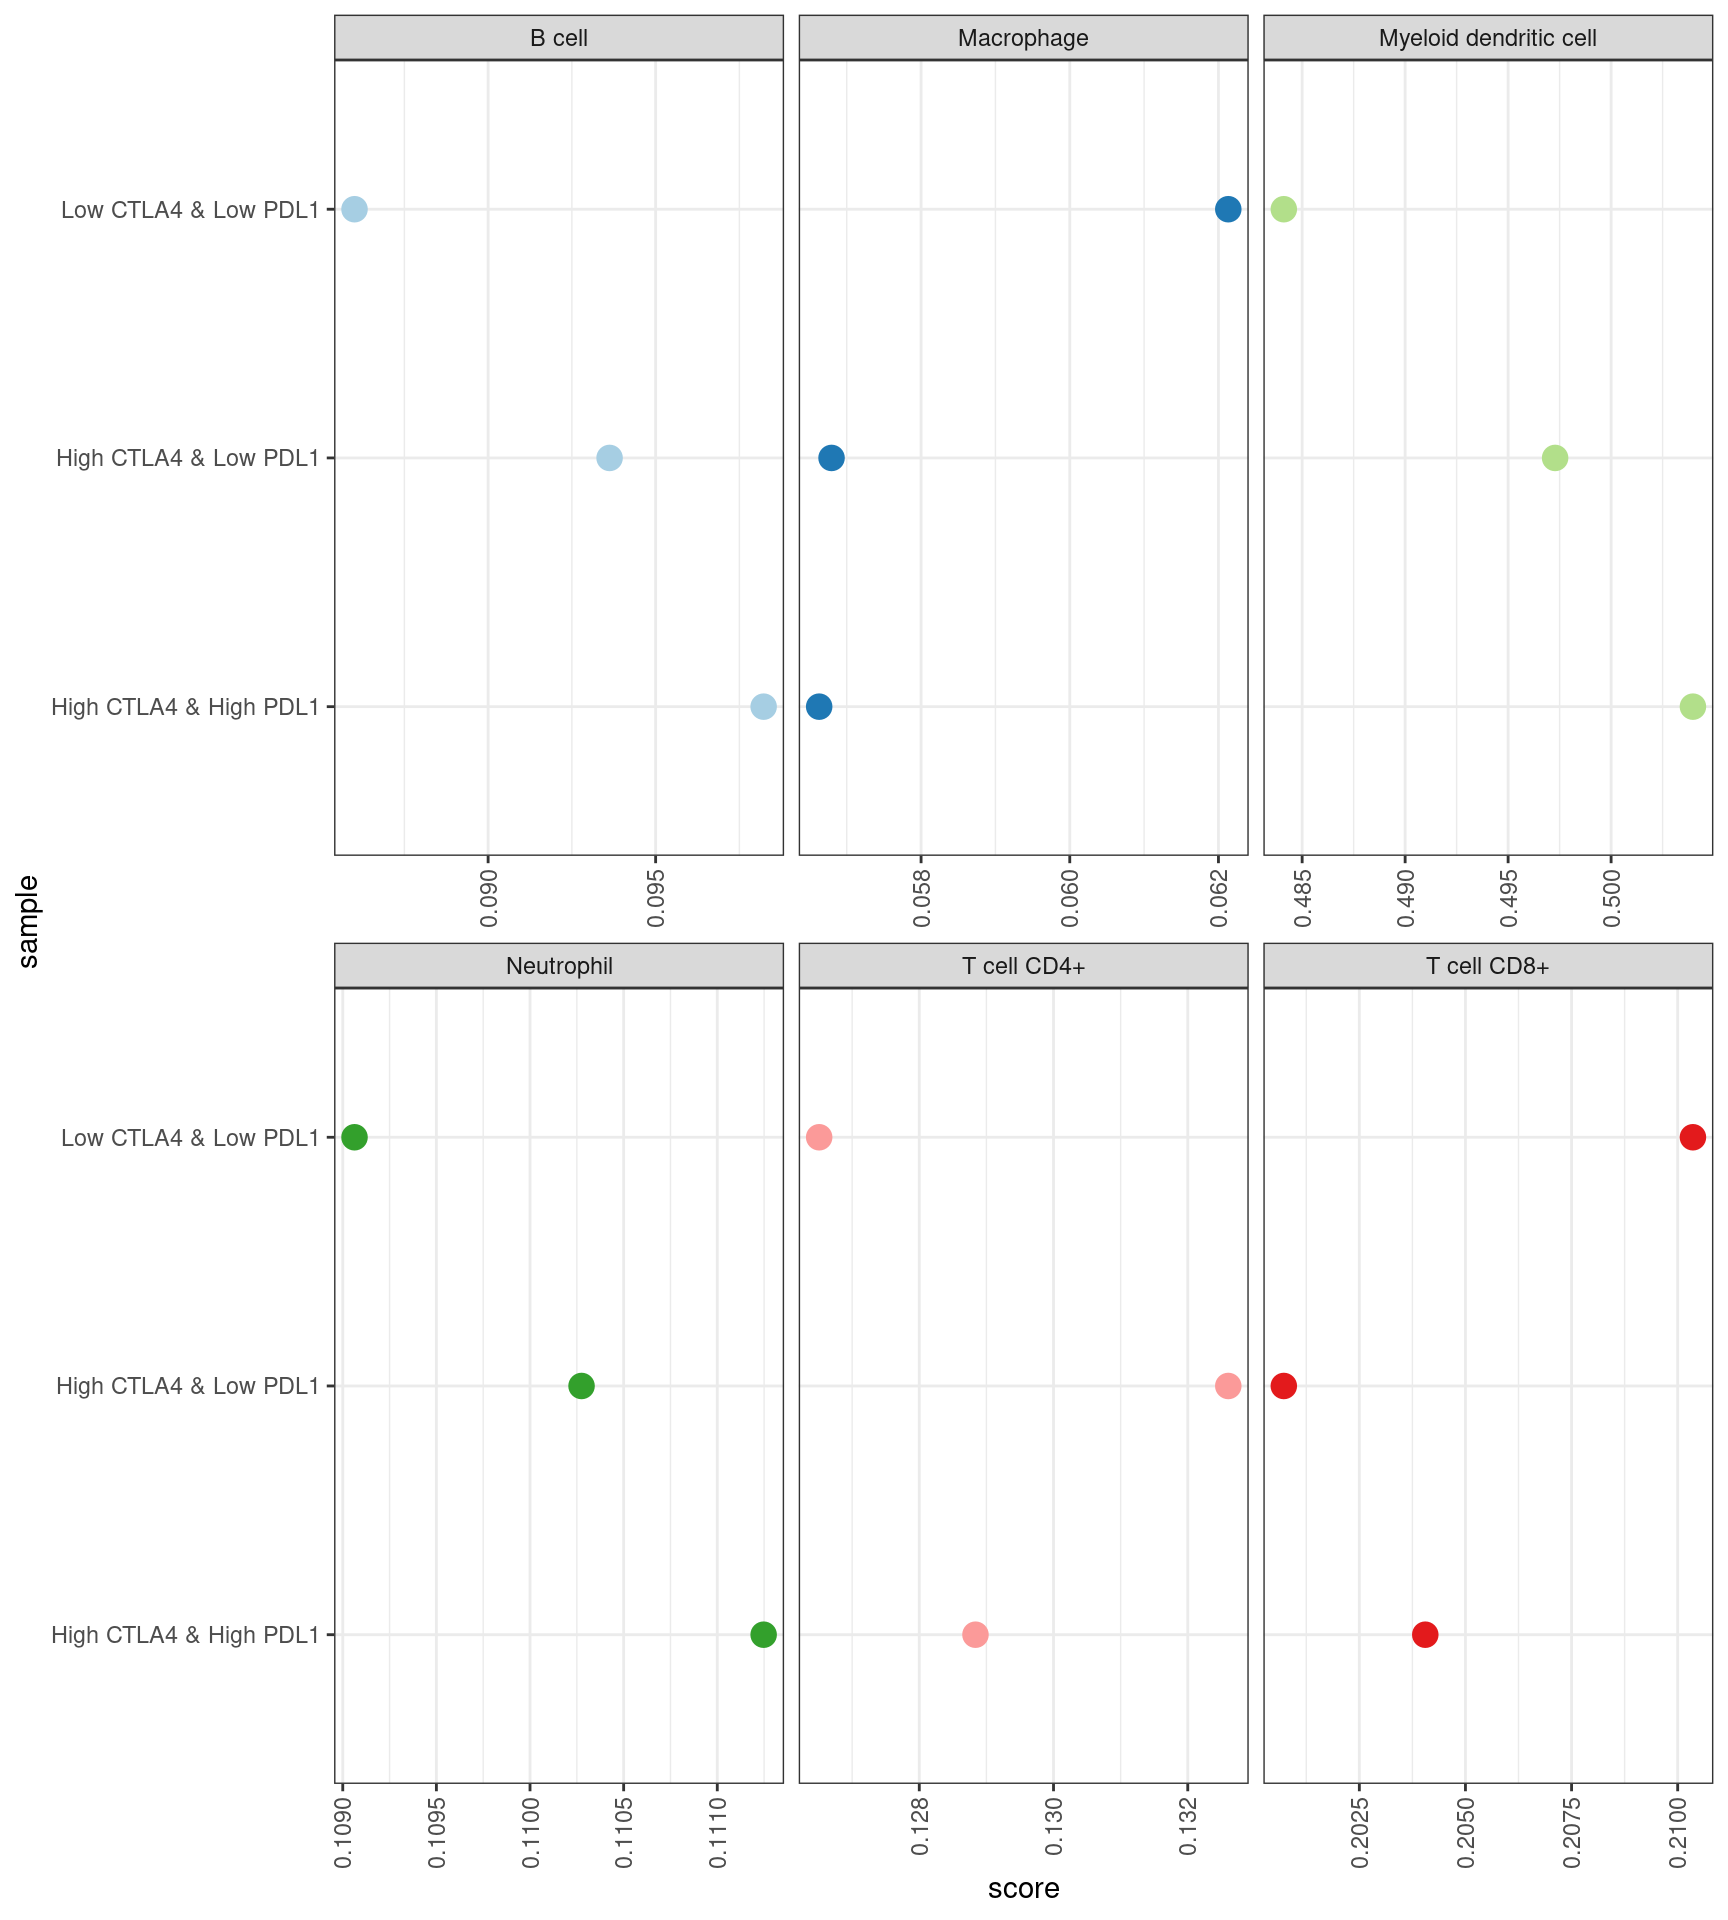 B cell
Macrophage
Myeloid dendritic cell
Low CTLA4 & Low PDL1
High CTLA4 & Low PDL1
High CTLA4 & High PDL1
0.090
0.095
0.058
0.060
0.062
0.485
0.490
0.495
0.500
sample
Neutrophil
T cell CD4+
T cell CD8+
Low CTLA4 & Low PDL1
High CTLA4 & Low PDL1
High CTLA4 & High PDL1
0.1090
0.1095
0.1100
0.1105
0.1110
0.128
0.130
0.132
0.2025
0.2050
0.2075
0.2100
score